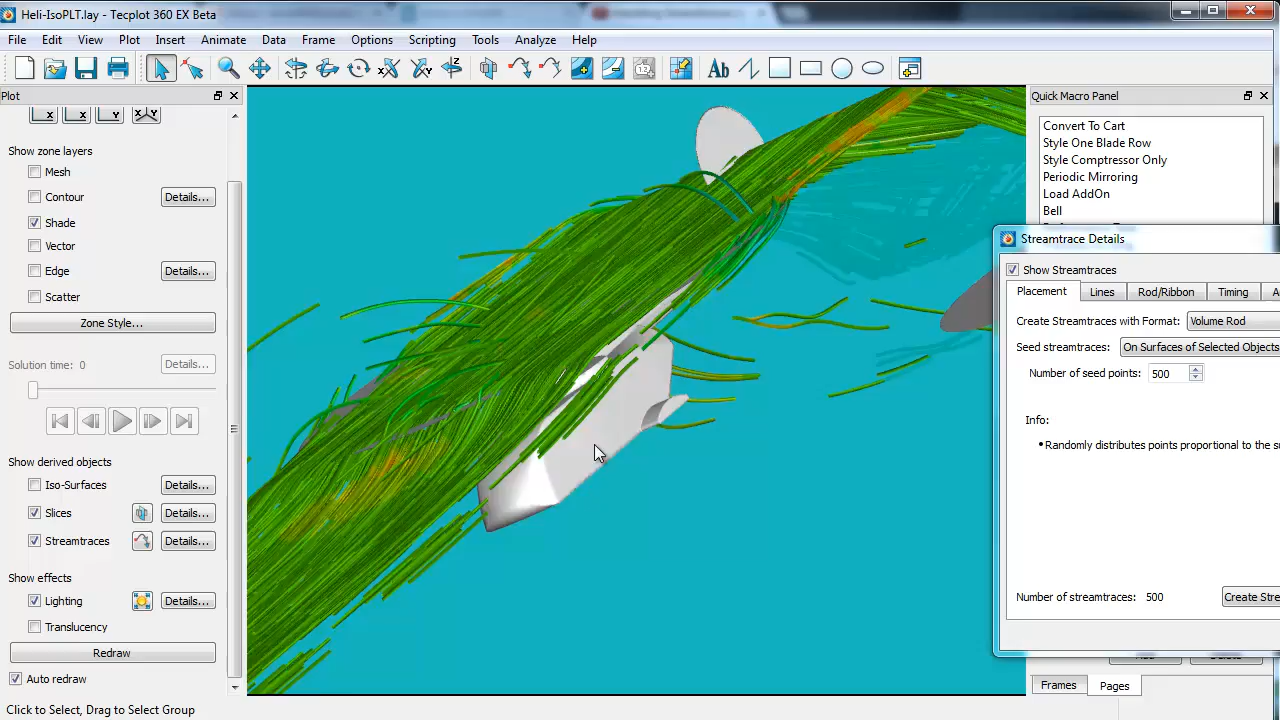 Heli-IsoPLT.lay - Tecplot 360 EX Beta
File Edit View Plot Insert Animate Data Frame Options Scripting Tools Analyze Help
Ab
Plot
Quick Macro Panel
X X Y X/Y
Show zone layers
Mesh
Contour Details...
Shade
Vector
Edge Details...
Scatter
Zone Style...
Solution time: 0 Details...
Show derived objects
Iso-Surfaces Details...
Slices Details...
Streamtraces Details...
Show effects
Lighting Details...
Translucency
Redraw
Auto redraw
Click to Select, Drag to Select Group
Convert To Cart
Style One Blade Row
Style Comptressor Only
Periodic Mirroring
Load AddOn
Bell
Streamtrace Details
Show Streamtraces
Placement Lines Rod/Ribbon Timing A
Create Streamtraces with Format: Volume Rod
Seed streamtraces: On Surfaces of Selected Objects
Number of seed points: 500
Info:
•Randomly distributes points proportional to the s
Number of streamtraces: 500 Create Stre
Frames Pages